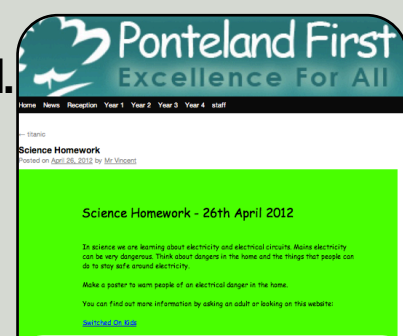 Ponteland First
Excellence For All
Home News Reception Year 1 Year 2 Year 3 Year 4 staff
← titanic
Science Homework
Posted on April 26, 2012 by Mr Vincent
Science Homework - 26th April 2012
In science we are learning about electricity and electrical circuits. Mains electricity
can be very dangerous. Think about dangers in the home and the things that people can
do to stay safe around electricity.
Make a poster to warn people of an electrical danger in the home.
You can find out more information by asking an adult or looking on this website:
Switched On Kids